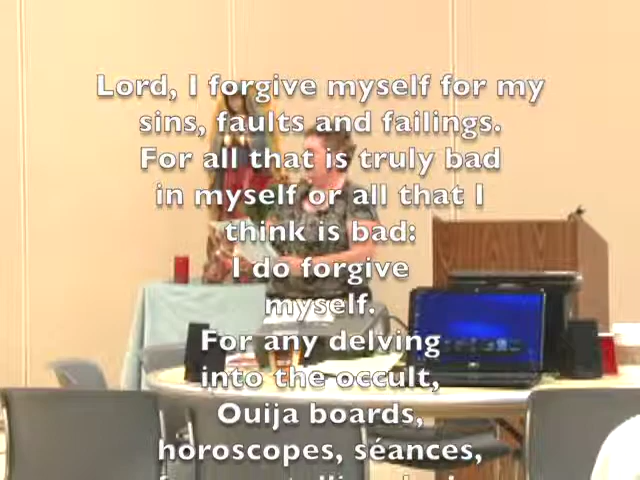 Lord, I forgive myself for my
sins, faults and failings.
For all that is truly bad
in myself or all that I
think is bad:
I do forgive
myself.
For any delving
into the occult,
Ouija boards,
horoscopes, séances,